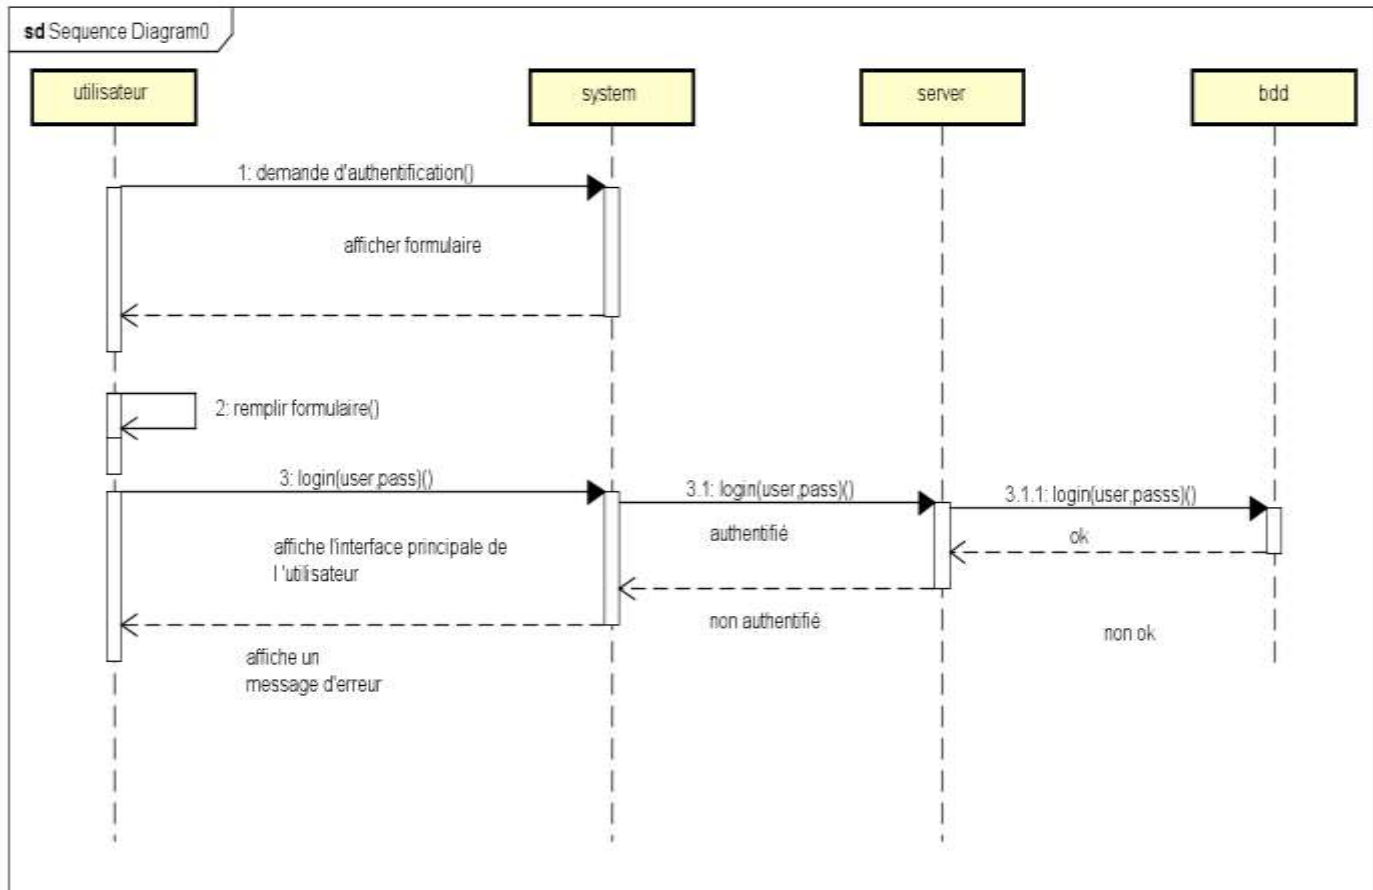 sd Sequence Diagram0
utilisateur
system
server
bdd
1: demande d'authentification()
afficher formulaire
2: remplir formulaire()
3: login(user,pass)()
3.1: login(user,pass)()
3.1.1: login(user,passs)()
authentifié
ok
affiche l'interface principale de
l 'utilisateur
non authentifié
non ok
affiche un
message d'erreur